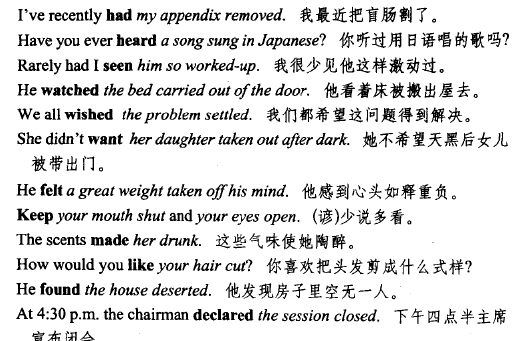 I've recently had my appendix removed. 我最近把盲肠割了。
Have you ever heard a song sung in Japanese? 你听过用日语唱的歌吗?
Rarely had I seen him so worked-up. 我很少见他这样激动过。
He watched the bed carried out of the door. 他看着床被搬出屋去。
We all wished the problem settled. 我们都希望这问题得到解决。
She didn't want her daughter taken out after dark. 她不希望天黑后女儿
被带出门。
He felt a great weight taken off his mind. 他感到心头如释重负。
Keep your mouth shut and your eyes open. (谚)少说多看。
The scents made her drunk. 这些气味使她陶醉。
How would you like your hair cut? 你喜欢把头发剪成什么式样?
He found the house deserted. 他发现房子里空无一人。
At 4:30 p.m. the chairman declared the session closed. 下午四点半主席
宣布闭会